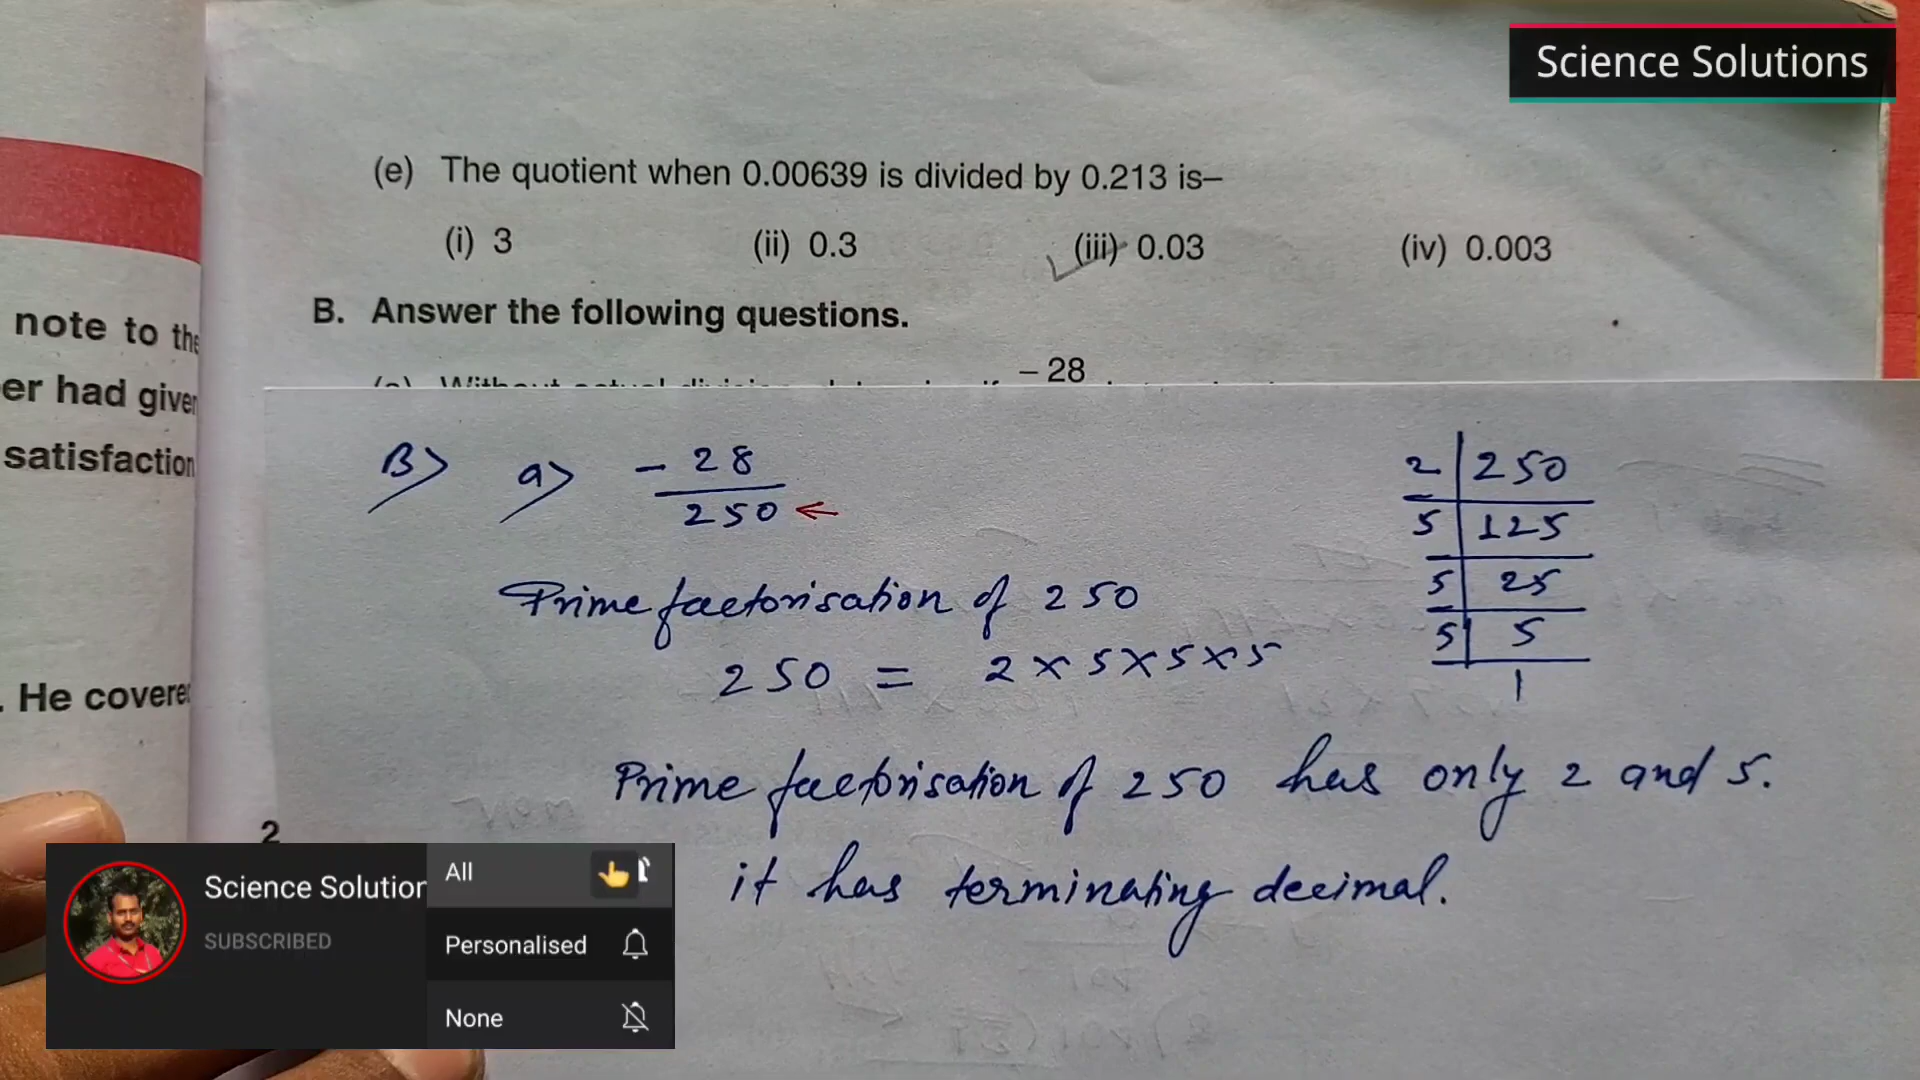 Science Solutions
(e) The quotient when 0.00639 is divided by 0.213 is–
(i) 3 (ii) 0.3 (iii) 0.03 (iv) 0.003
B. Answer the following questions.
– 28
note to the
er had given
satisfaction
. He covered
B) a) - 28
250 ←
Prime factorisation of 250
250 = 2 × 5 × 5 × 5
2 | 250
5 | 125
5 | 25
5 | 5
1
Prime factorisation of 250 has only 2 and 5.
it has terminating decimal.
2
Science Solution
SUBSCRIBED
All
Personalised
None